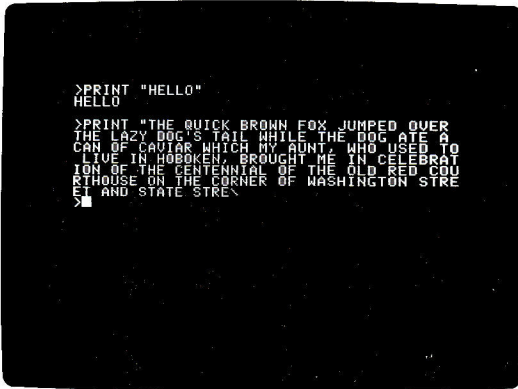 >PRINT "HELLO"
HELLO
>PRINT "THE QUICK BROWN FOX JUMPED OVER
THE LAZY DOG'S TAIL WHILE THE DOG ATE A
CAN OF CAVIAR WHICH MY AUNT, WHO USED TO
 LIVE IN HOBOKEN, BROUGHT ME IN CELEBRAT
ION OF THE CENTENNIAL OF THE OLD RED COU
RTHOUSE ON THE CORNER OF WASHINGTON STRE
ET AND STATE STRE\
>